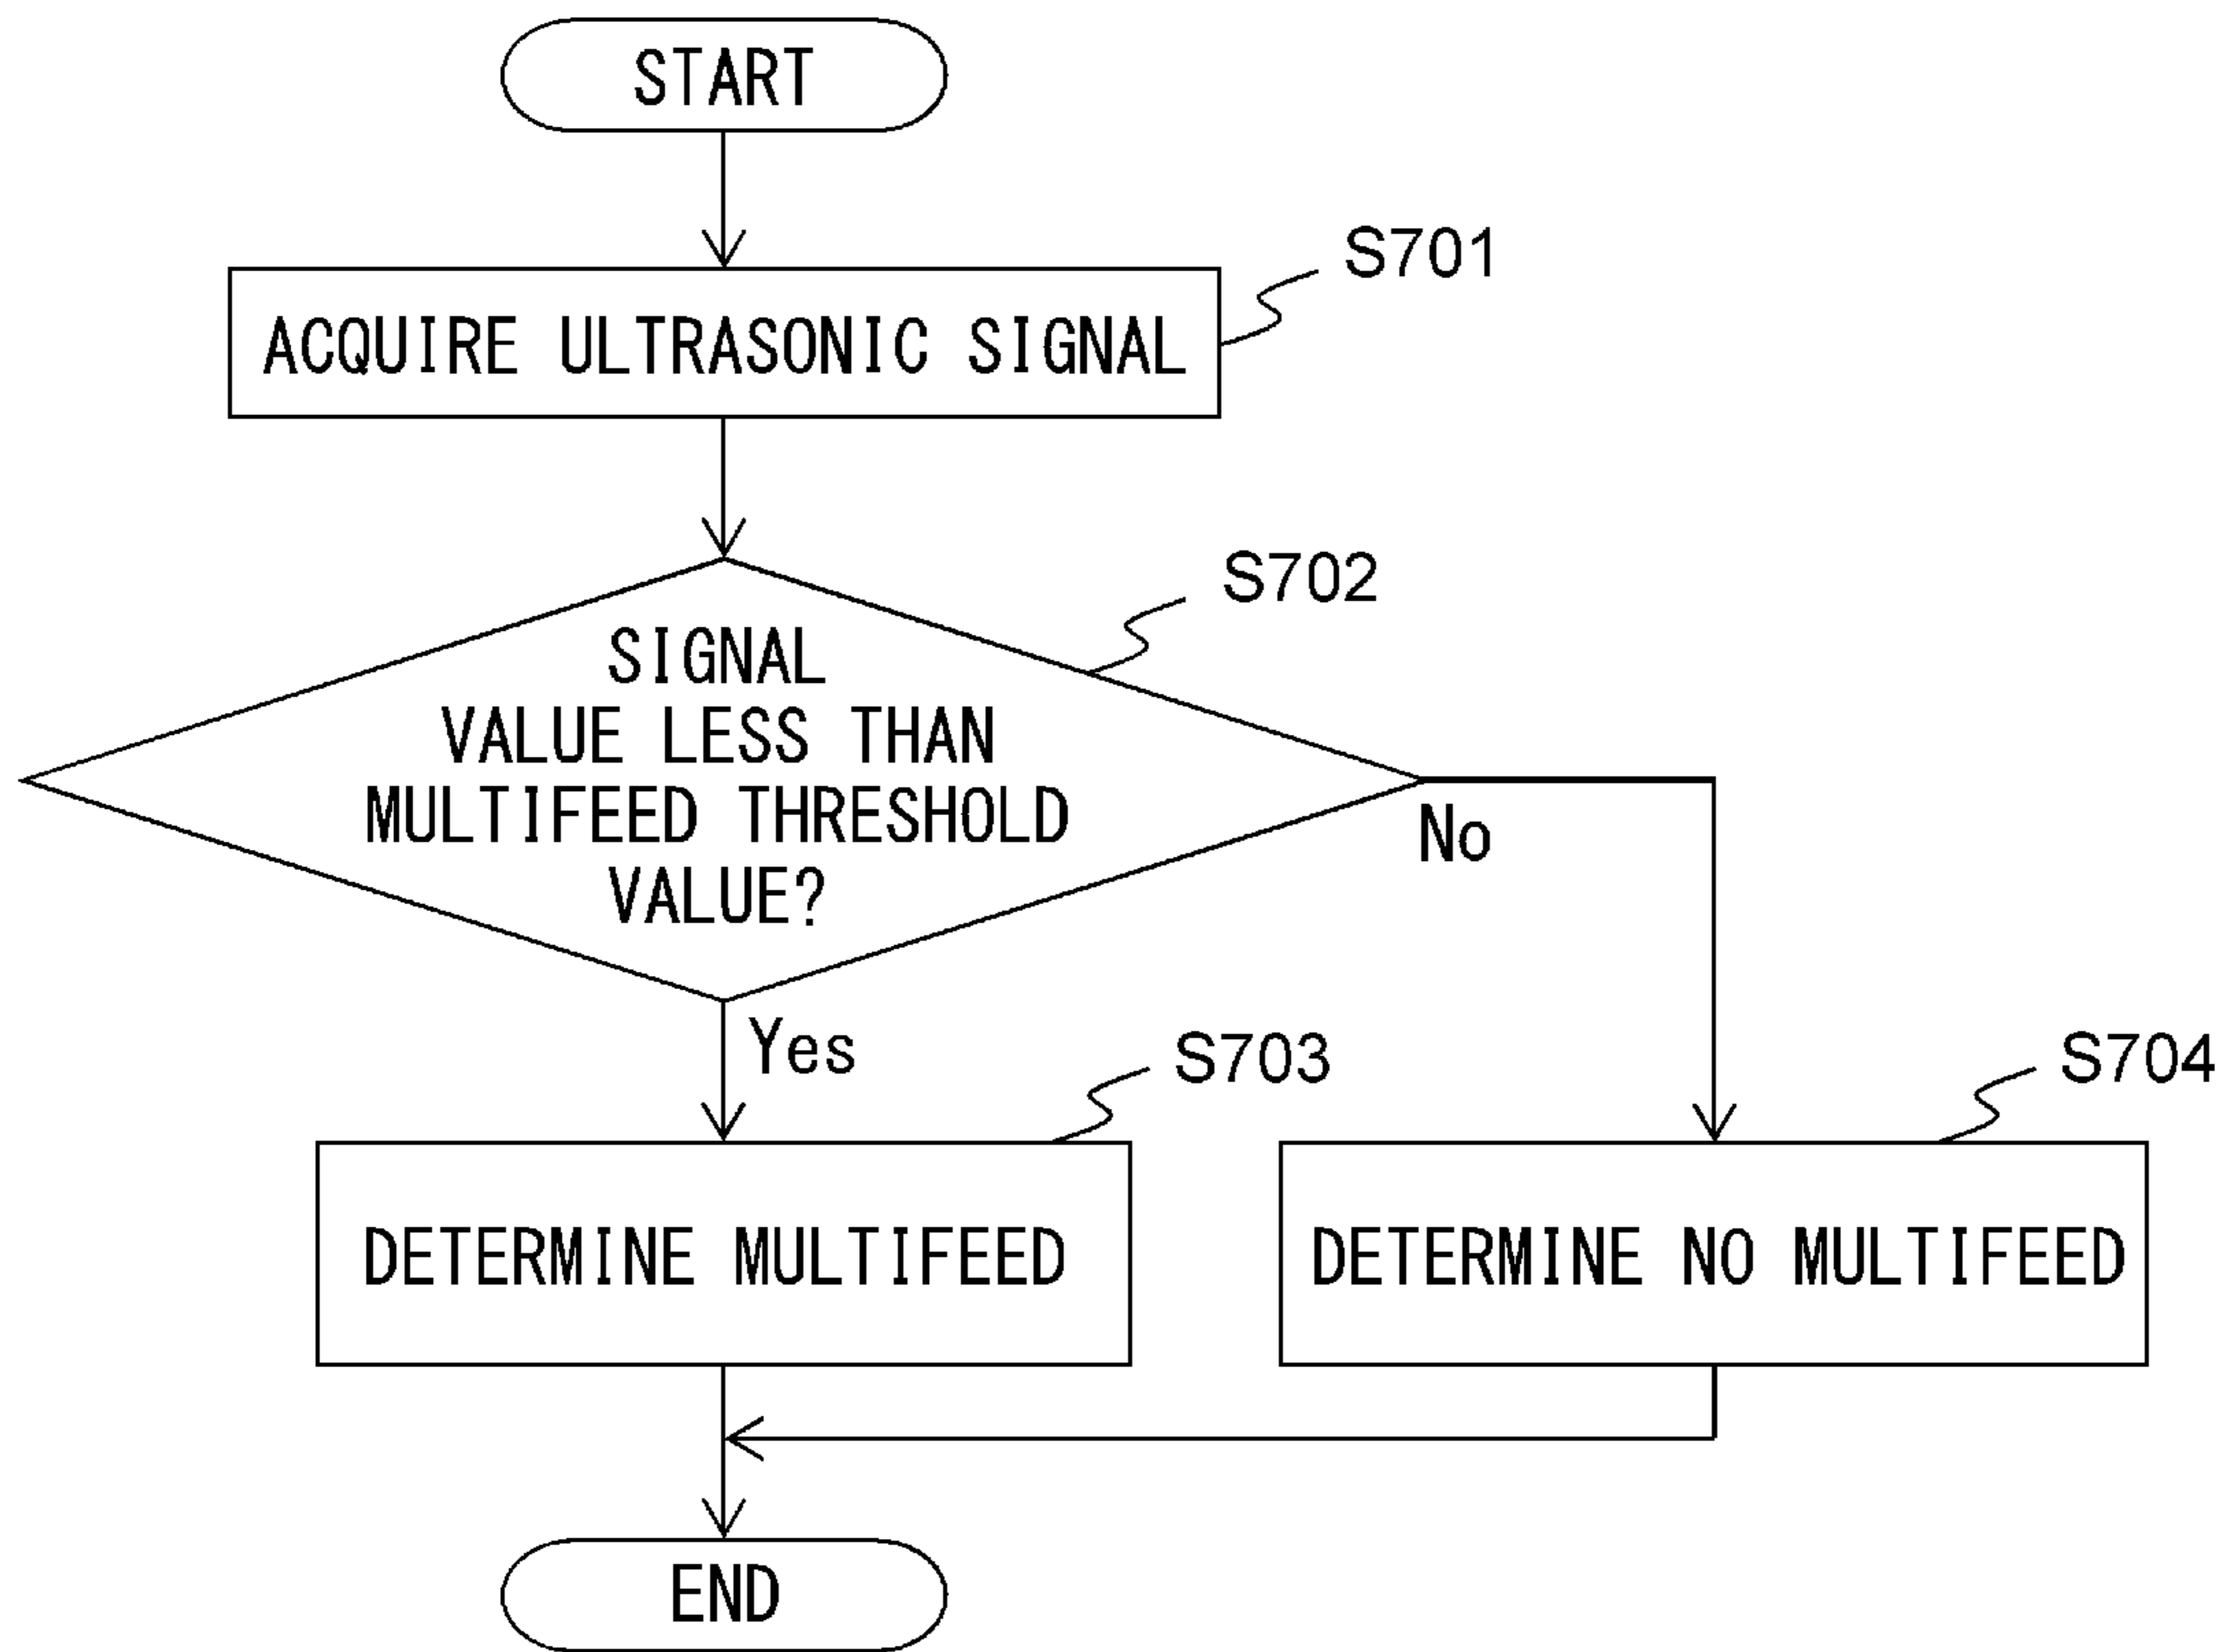 START
S701
ACQUIRE ULTRASONIC SIGNAL
S702
SIGNAL
VALUE LESS THAN
MULTIFEED THRESHOLD
VALUE?
No
Yes
S703
S704
DETERMINE MULTIFEED
DETERMINE NO MULTIFEED
END